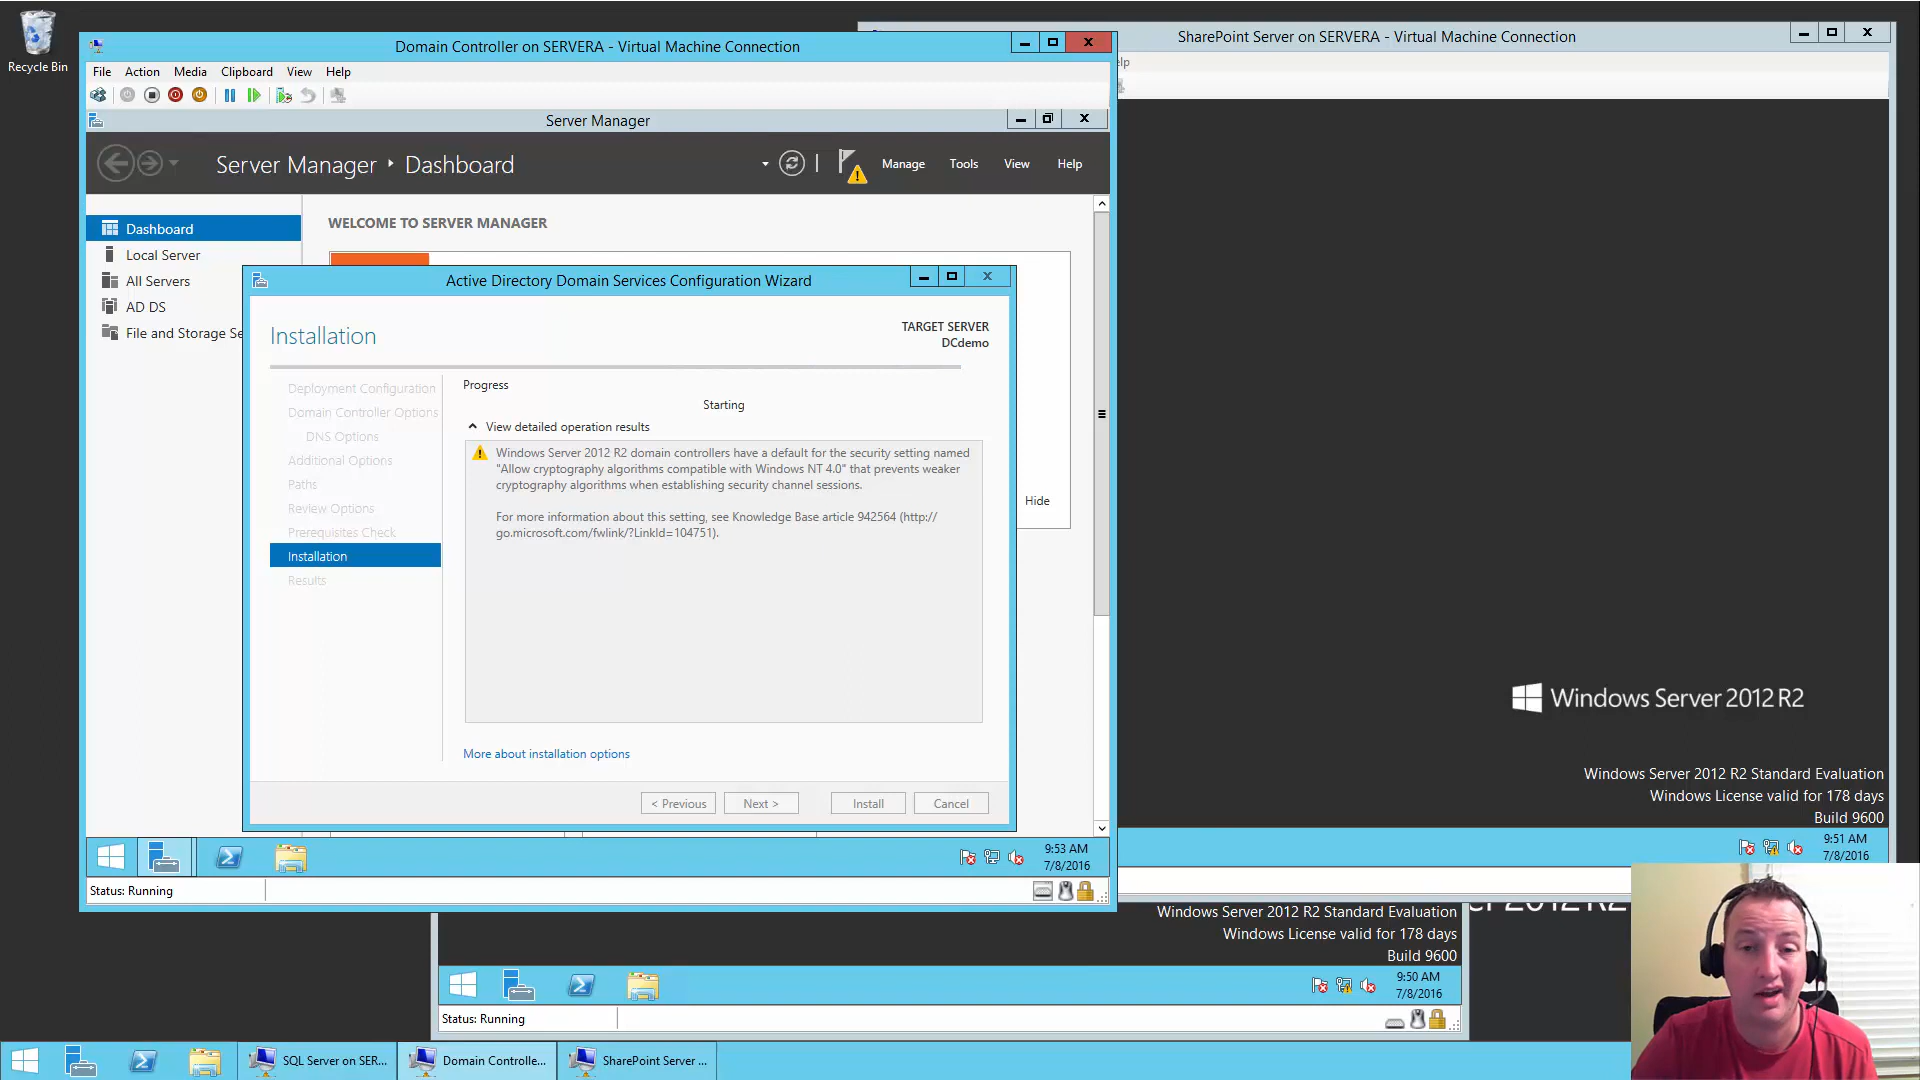 Recycle Bin
Domain Controller on SERVERA - Virtual Machine Connection
File Action Media Clipboard View Help
Server Manager
Server Manager Dashboard
Manage Tools View Help
Dashboard
Local Server
All Servers
AD DS
File and Storage Se
WELCOME TO SERVER MANAGER
Hide
Active Directory Domain Services Configuration Wizard
Installation
TARGET SERVER
DCdemo
Deployment Configuration
Domain Controller Options
DNS Options
Additional Options
Paths
Review Options
Prerequisites Check
Installation
Results
Progress
Starting
View detailed operation results
Windows Server 2012 R2 domain controllers have a default for the security setting named
"Allow cryptography algorithms compatible with Windows NT 4.0" that prevents weaker
cryptography algorithms when establishing security channel sessions.
For more information about this setting, see Knowledge Base article 942564 (http://
go.microsoft.com/fwlink/?LinkId=104751).
More about installation options
< Previous Next > Install Cancel
9:53 AM
7/8/2016
Status: Running
SharePoint Server on SERVERA - Virtual Machine Connection
elp
Windows Server 2012 R2
Windows Server 2012 R2 Standard Evaluation
Windows License valid for 178 days
Build 9600
9:51 AM
7/8/2016
Windows Server 2012 R2 Standard Evaluation
Windows License valid for 178 days
Build 9600
9:50 AM
7/8/2016
Status: Running
SQL Server on SER...
Domain Controlle...
SharePoint Server ...